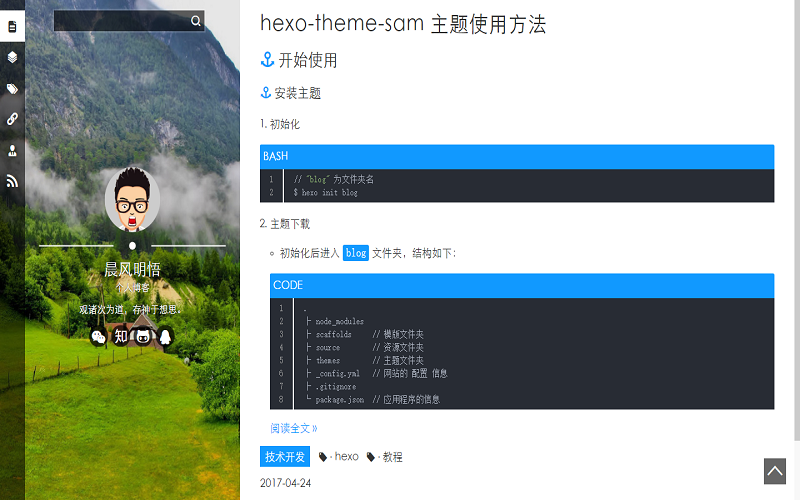 晨风明悟
个人博客
观诸次为道，存神于想思。
知
hexo-theme-sam 主题使用方法
开始使用
安装主题
1. 初始化
BASH
1 // "blog" 为文件夹名
2 $ hexo init blog
2. 主题下载
初始化后进入 blog 文件夹，结构如下：
CODE
1 .
2 ├ node_modules
3 ├ scaffolds // 模版文件夹
4 ├ source // 资源文件夹
5 ├ themes // 主题文件夹
6 ├ _config.yml // 网站的 配置 信息
7 ├ .gitignore
8 └ package.json // 应用程序的信息
阅读全文 »
技术开发 - hexo - 教程
2017-04-24